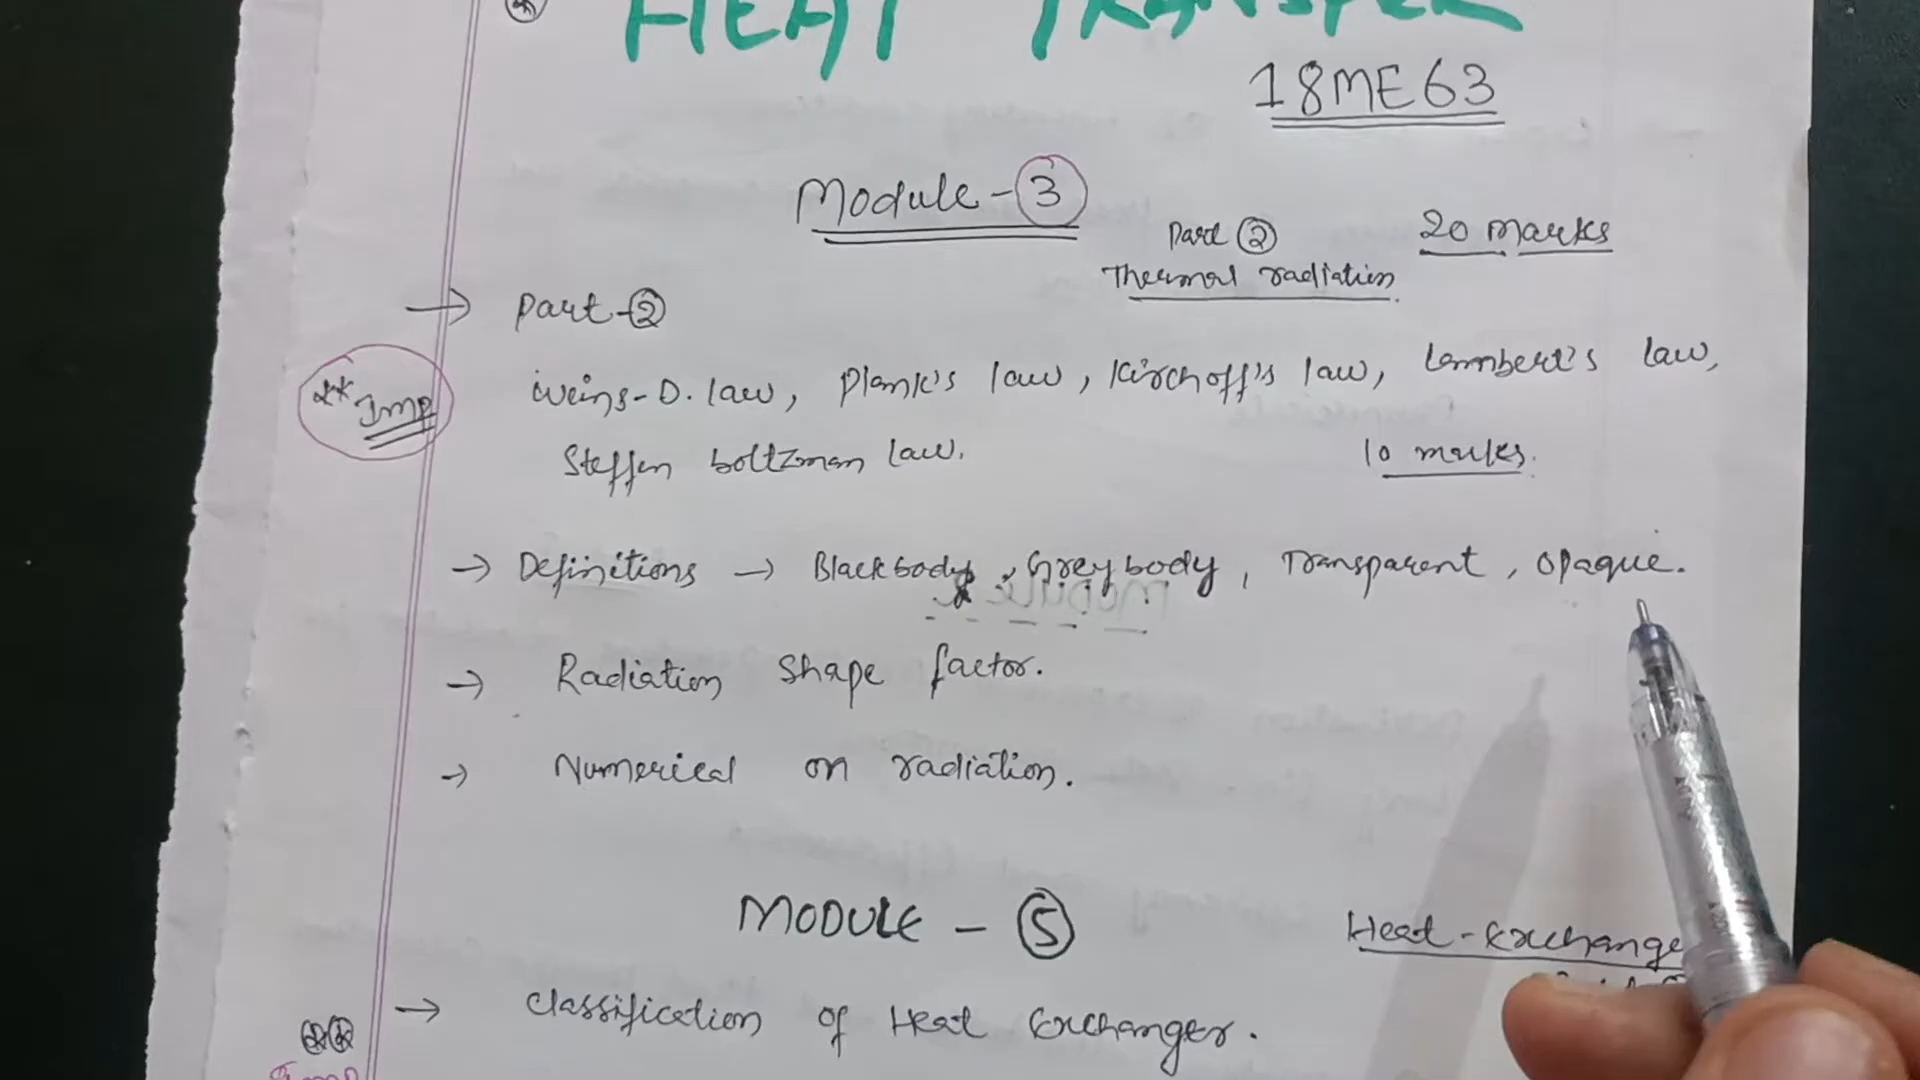 HEAT TRANSFER
18ME63
Module - 3
Part 2 20 marks
Thermal radiation
→ Part - 2
** Imp
Weins - D. law, Plank's law, Kirchoff's law, Lambert's law,
Steffen boltzman law. 10 marks.
→ Definitions → Blackbody, Greybody, Transparent, Opaque.
→ Radiation Shape factor.
→ Numerical on radiation.
MODULE - 5
Heat - Exchange
→ Classification of Heat Exchanger.